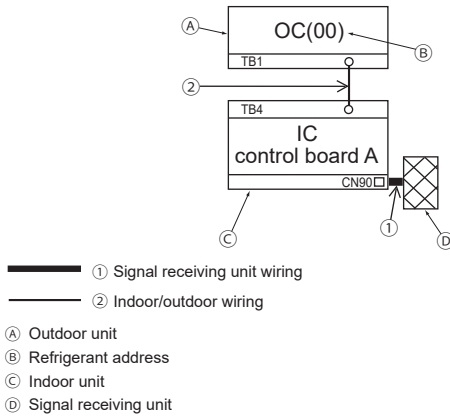 Ⓐ
OC(00)
Ⓑ
TB1
②
TB4
IC
control board A
CN90
①
Ⓒ
Ⓓ
① Signal receiving unit wiring
② Indoor/outdoor wiring
Ⓐ Outdoor unit
Ⓑ Refrigerant address
Ⓒ Indoor unit
Ⓓ Signal receiving unit